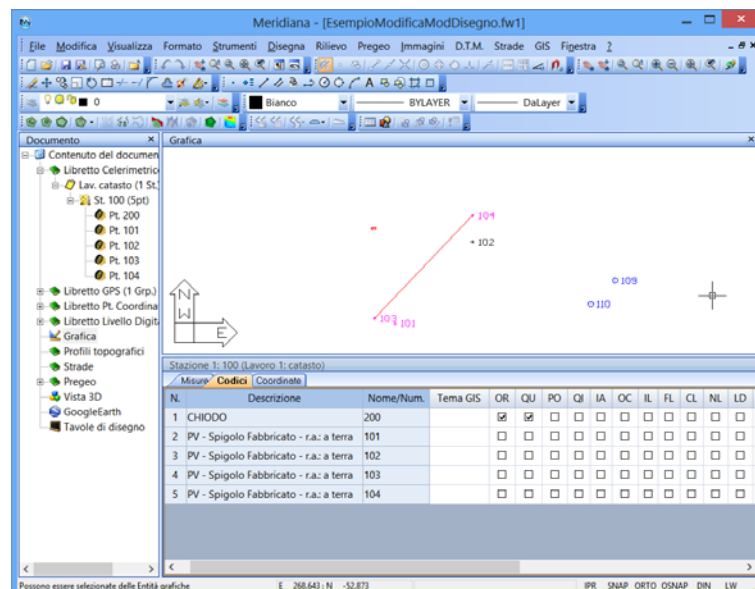 Meridiana - [EsempioModificaModDisegno.fw1]
File Modifica Visualizza Formato Strumenti Disegna Rilievo Pregeo Immagini D.T.M. Strade GIS Finestra ?
0 Bianco BYLAYER DaLayer
Documento
Contenuto del documen
Libretto Celerimetric
Lav. catasto (1 St.)
St. 100 (5pt)
Pt. 200
Pt. 101
Pt. 102
Pt. 103
Pt. 104
Libretto GPS (1 Grp.)
Libretto Pt. Coordina
Libretto Livello Digit
Grafica
Profili topografici
Strade
Pregeo
Vista 3D
GoogleEarth
Tavole di disegno
Grafica
104
102
109
110
103
101
N
W
E
Stazione 1: 100 (Lavoro 1: catasto)
Misure Codici Coordinate
N. Descrizione Nome/Num. Tema GIS OR QU PO QI IA OC IL FL CL NL LD
1 CHIODO 200
2 PV - Spigolo Fabbricato - r.a.: a terra 101
3 PV - Spigolo Fabbricato - r.a.: a terra 102
4 PV - Spigolo Fabbricato - r.a.: a terra 103
5 PV - Spigolo Fabbricato - r.a.: a terra 104
Possono essere selezionate delle Entità grafiche E 268.643 : N -52.873 IPR SNAP ORTO OSNAP DIN LW